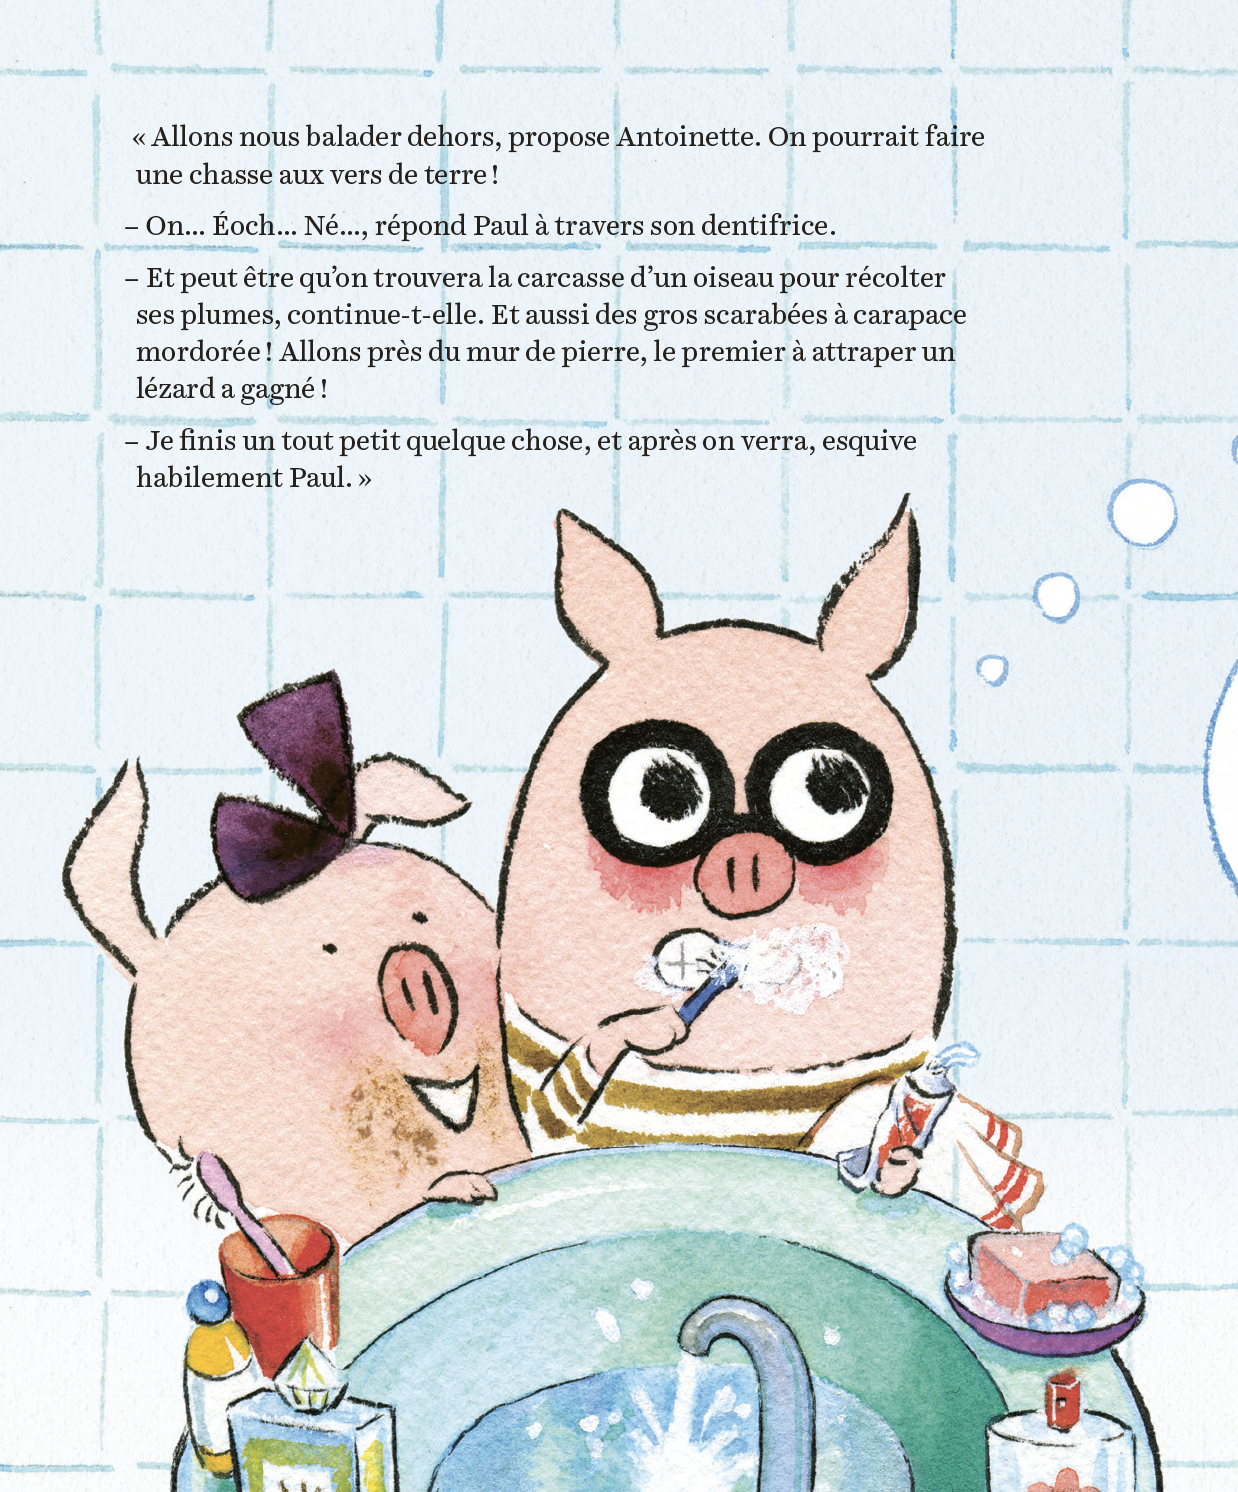 « Allons nous balader dehors, propose Antoinette. On pourrait faire
une chasse aux vers de terre !
– On... Éoch... Né..., répond Paul à travers son dentifrice.
– Et peut être qu’on trouvera la carcasse d’un oiseau pour récolter
ses plumes, continue-t-elle. Et aussi des gros scarabées à carapace
mordorée ! Allons près du mur de pierre, le premier à attraper un
lézard a gagné !
– Je finis un tout petit quelque chose, et après on verra, esquive
habilement Paul. »